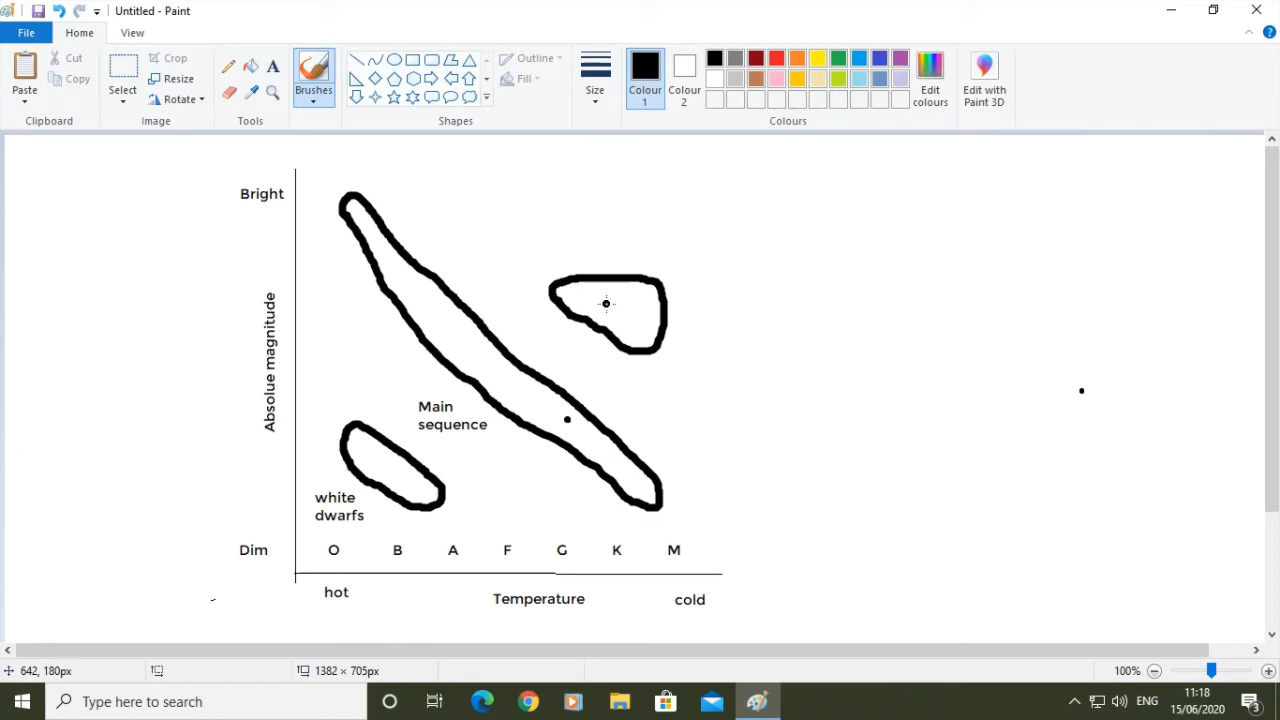 Untitled - Paint
File
Home
View
Paste
Cut
Copy
Clipboard
Select
Crop
Resize
Rotate
Image
Tools
Brushes
Shapes
Outline
Fill
Size
Colour
1
Colour
2
Edit
colours
Colours
Edit with
Paint 3D
Bright
Absolue magnitude
Main
sequence
white
dwarfs
Dim
O B A F G K M
hot
Temperature
cold
642, 180px
1382 × 705px
100%
Type here to search
ENG
11:18
15/06/2020
3